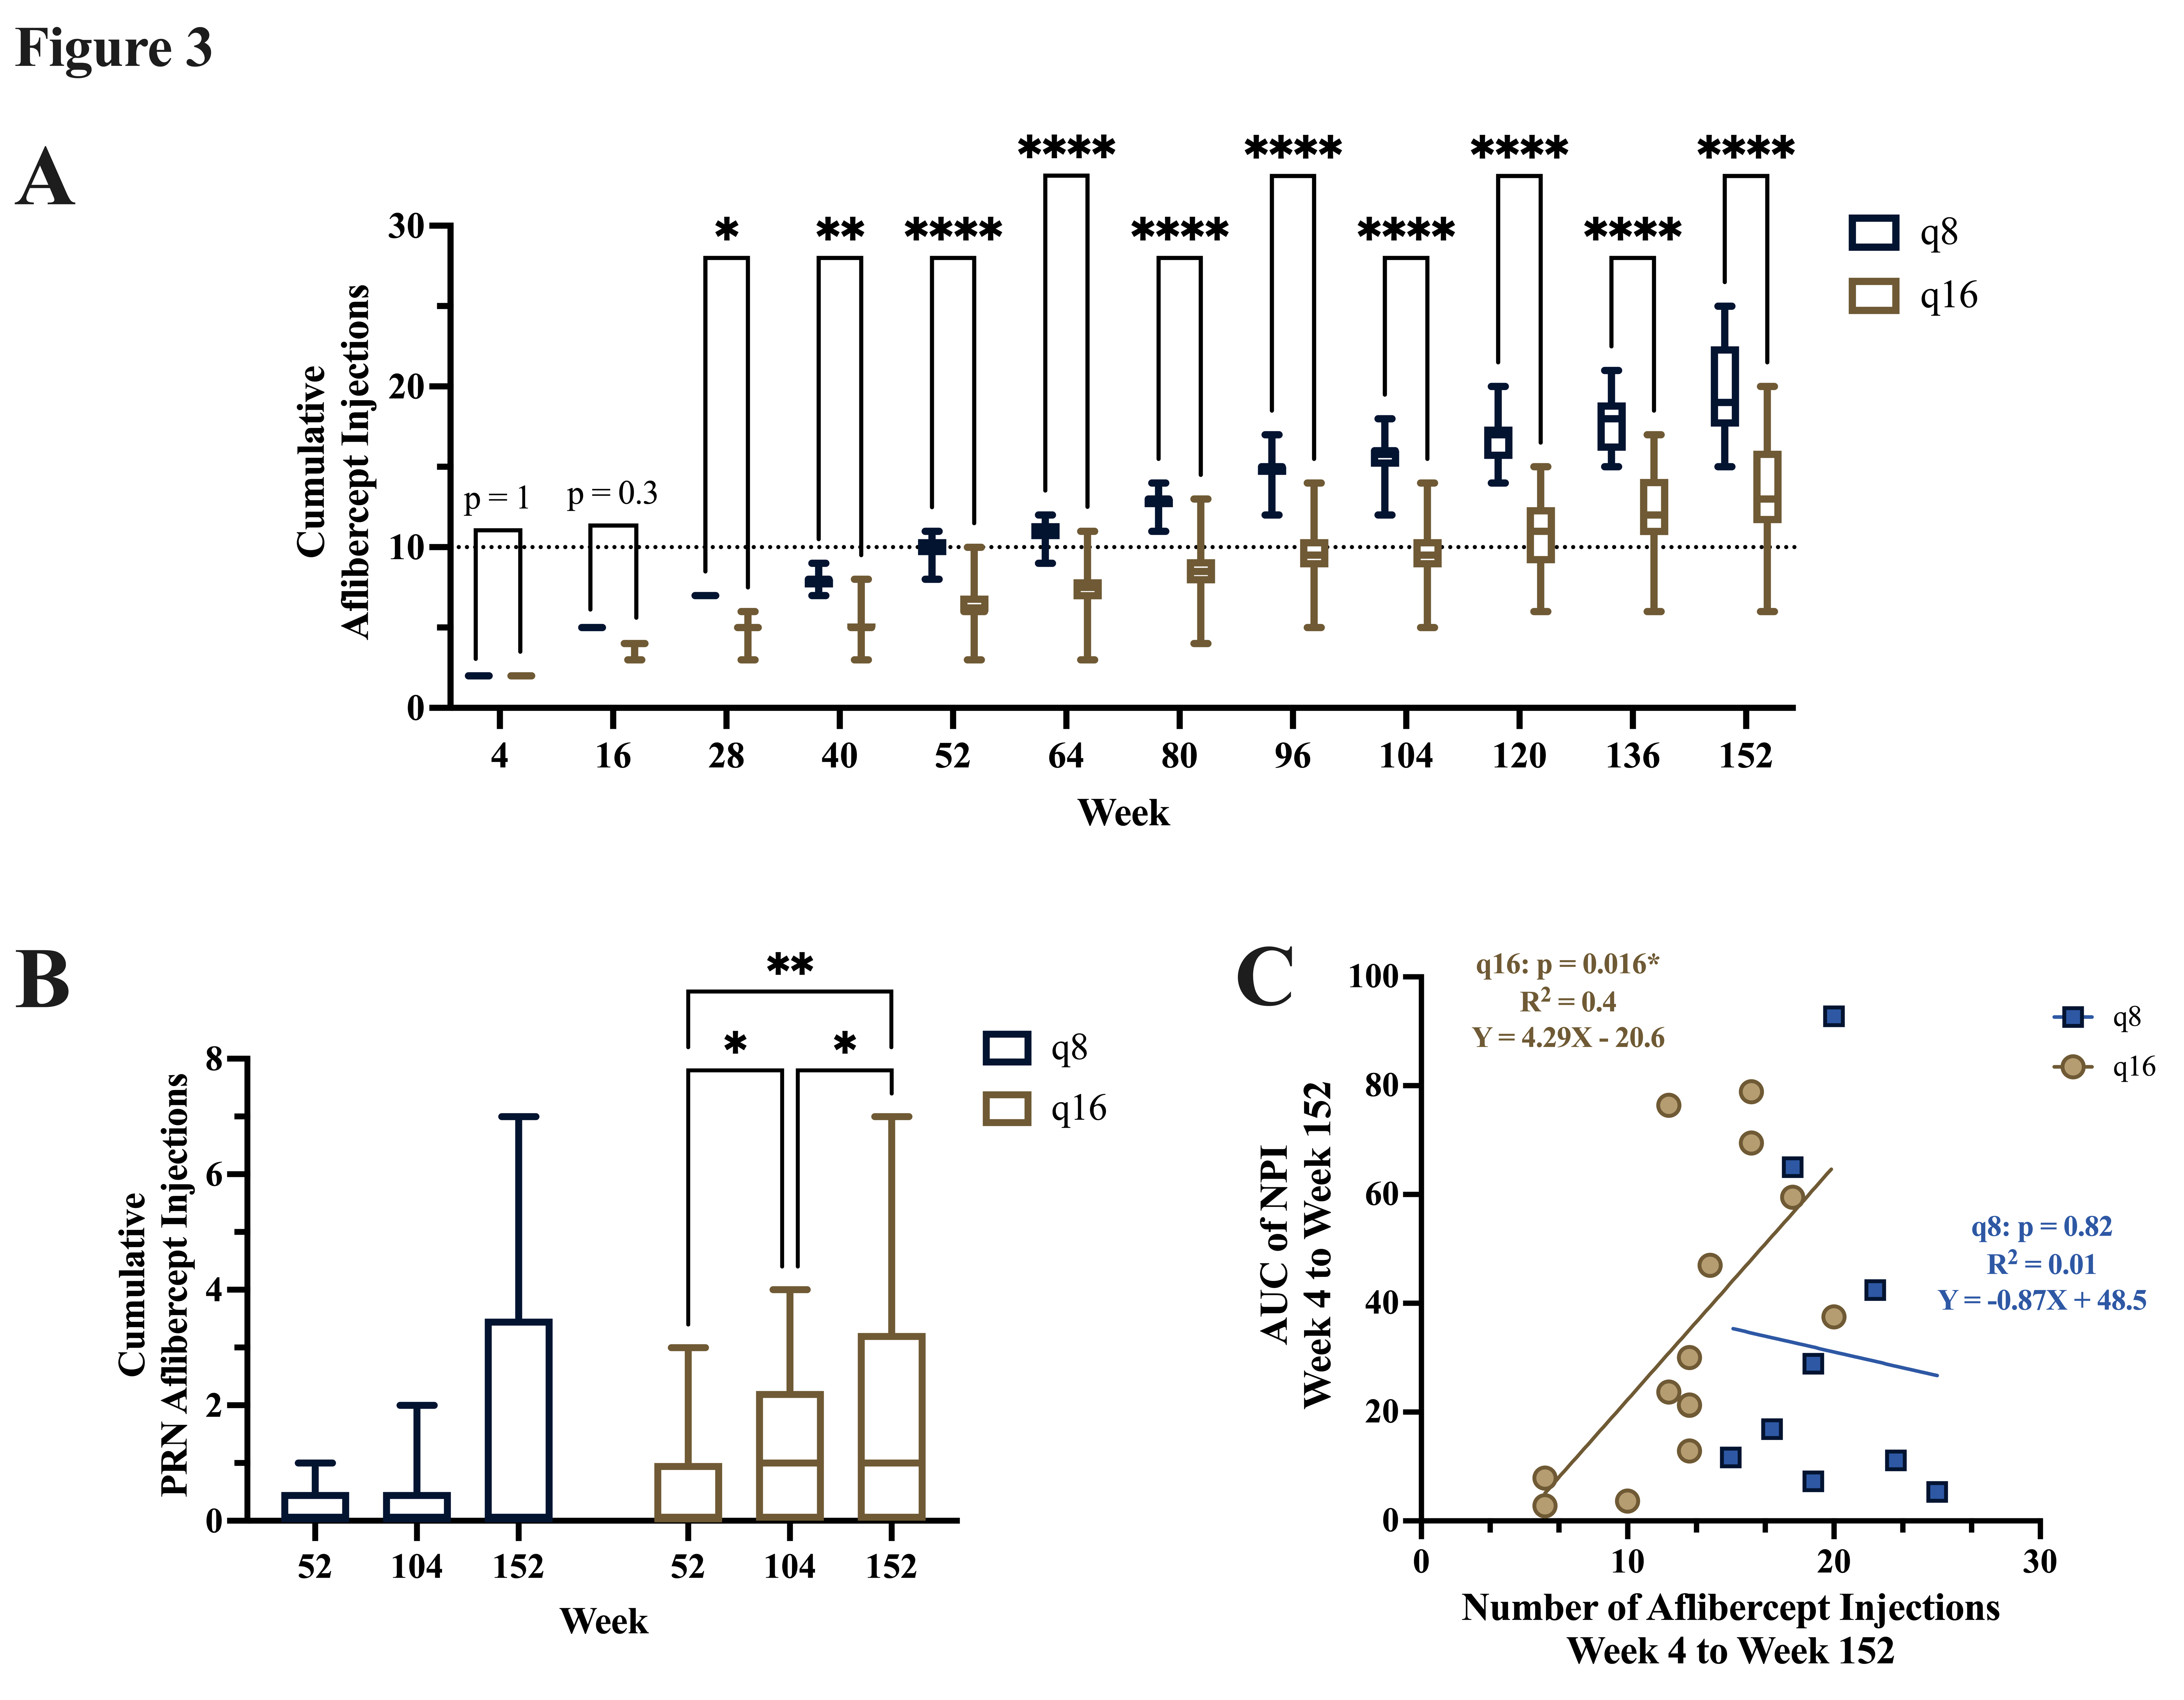 Figure 3
A
**** **** **** ****
* ** **** **** **** ****
30
20
10
0
p = 1
p = 0.3
Cumulative
Aflibercept Injections
q8
q16
4 16 28 40 52 64 80 96 104 120 136 152
Week
B
**
* *
8
6
4
2
0
Cumulative
PRN Aflibercept Injections
q8
q16
52 104 152 52 104 152
Week
C
q16: p = 0.016*
R² = 0.4
Y = 4.29X - 20.6
100
80
60
40
20
0
AUC of NPI
Week 4 to Week 152
q8
q16
q8: p = 0.82
R² = 0.01
Y = -0.87X + 48.5
0 10 20 30
Number of Aflibercept Injections
Week 4 to Week 152